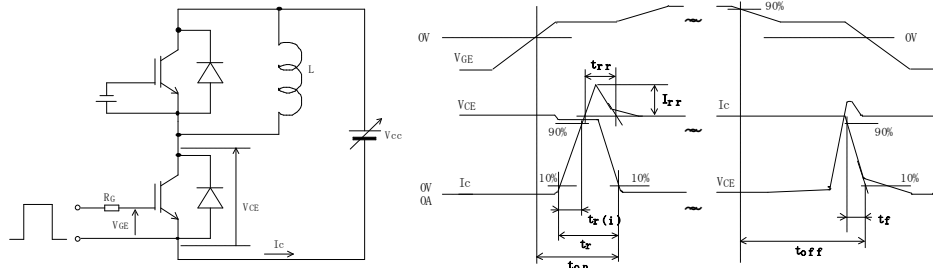 L
Vcc
RG
VGE
VCE
Ic
0V
VGE
trr
Irr
VCE
90%
0V
0A
Ic
10%
10%
tr(i)
tr
ton
90%
0V
Ic
90%
VCE
10%
tf
toff